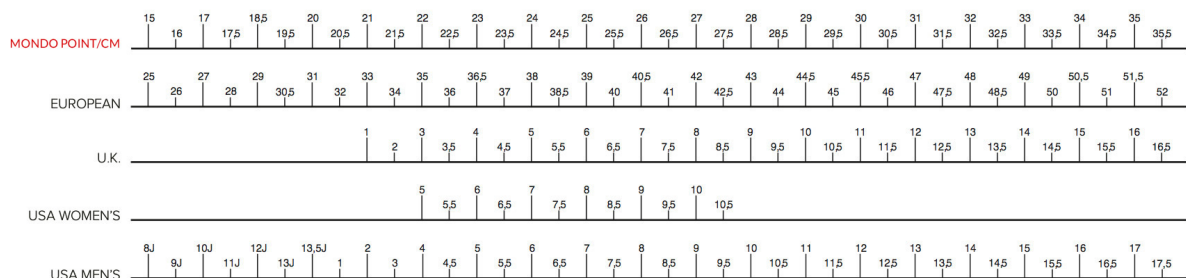 15 17 18,5 20 21 22 23 24 25 26 27 28 29 30 31 32 33 34 35
MONDO POINT/CM 16 17,5 19,5 20,5 21,5 22,5 23,5 24,5 25,5 26,5 27,5 28,5 29,5 30,5 31,5 32,5 33,5 34,5 35,5
25 27 29 31 33 35 36,5 38 39 40,5 42 43 44,5 45,5 47 48 49 50,5 51,5
EUROPEAN 26 28 30,5 32 34 36 37 38,5 40 41 42,5 44 45 46 47,5 48,5 50 51 52
1 3 4 5 6 7 8 9 10 11 12 13 14 15 16
U.K. 2 3,5 4,5 5,5 6,5 7,5 8,5 9,5 10,5 11,5 12,5 13,5 14,5 15,5 16,5
5 6 7 8 9 10
USA WOMEN'S 5,5 6,5 7,5 8,5 9,5 10,5
8J 10J 12J 13,5J 2 4 5 6 7 8 9 10 11 12 13 14 15 16 17
USA MEN'S 9J 11J 13J 1 3 4,5 5,5 6,5 7,5 8,5 9,5 10,5 11,5 12,5 13,5 14,5 15,5 16,5 17,5